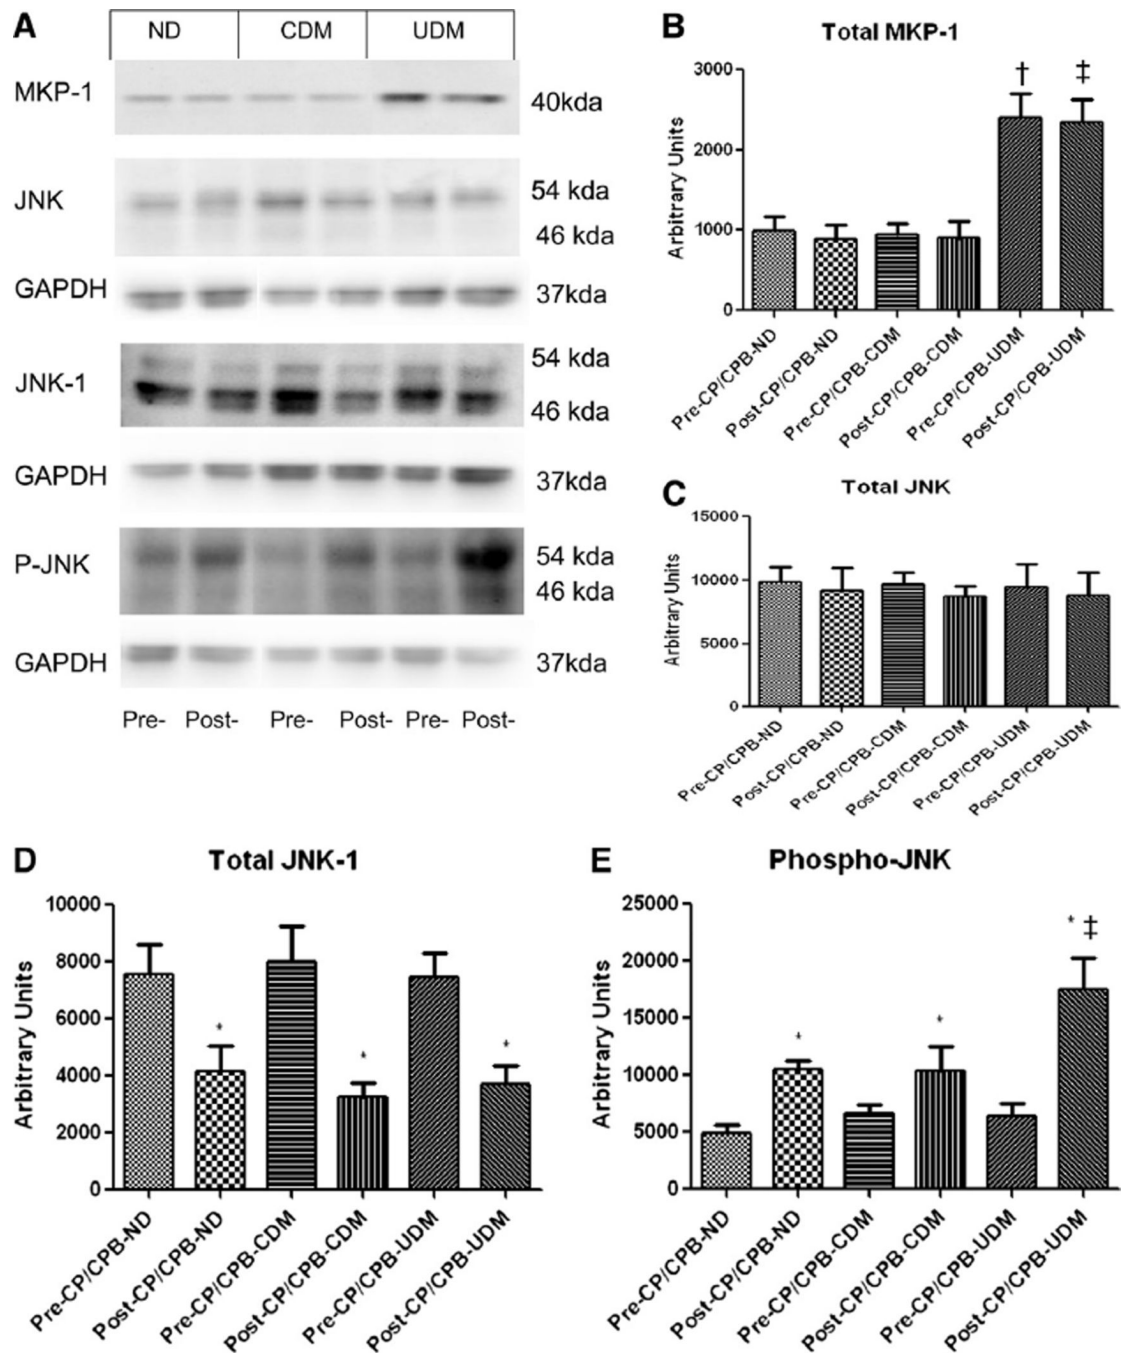 A
ND CDM UDM
MKP-1
40kda
JNK
54 kda
46 kda
GAPDH
37kda
JNK-1
54 kda
46 kda
GAPDH
37kda
P-JNK
54 kda
46 kda
GAPDH
37kda
Pre- Post- Pre- Post- Pre- Post-
B
Total MKP-1
Arbitrary Units
3000
2000
1000
0
†
‡
Pre-CP/CPB-ND
Post-CP/CPB-ND
Pre-CP/CPB-CDM
Post-CP/CPB-CDM
Pre-CP/CPB-UDM
Post-CP/CPB-UDM
C
Total JNK
Arbitrary Units
15000
10000
5000
0
Pre-CP/CPB-ND
Post-CP/CPB-ND
Pre-CP/CPB-CDM
Post-CP/CPB-CDM
Pre-CP/CPB-UDM
Post-CP/CPB-UDM
D
Total JNK-1
Arbitrary Units
10000
8000
6000
4000
2000
0
*
*
*
Pre-CP/CPB-ND
Post-CP/CPB-ND
Pre-CP/CPB-CDM
Post-CP/CPB-CDM
Pre-CP/CPB-UDM
Post-CP/CPB-UDM
E
Phospho-JNK
Arbitrary Units
25000
20000
15000
10000
5000
0
*
*
* ‡
Pre-CP/CPB-ND
Post-CP/CPB-ND
Pre-CP/CPB-CDM
Post-CP/CPB-CDM
Pre-CP/CPB-UDM
Post-CP/CPB-UDM